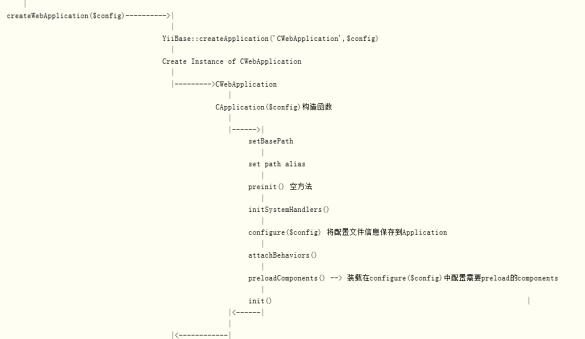 createWebApplication($config)---------->|
YiiBase::createApplication('CWebApplication',$config)
Create Instance of CWebApplication
|--------->CWebApplication
CApplication($config)构造函数
|------>|
setBasePath
set path alias
preinit() 空方法
initSystemHandlers()
configure($config) 将配置文件信息保存到Application
attachBehaviors()
preloadComponents() --> 装载在configure($config)中配置需要preload的components
init()
|<------|
|<------------|